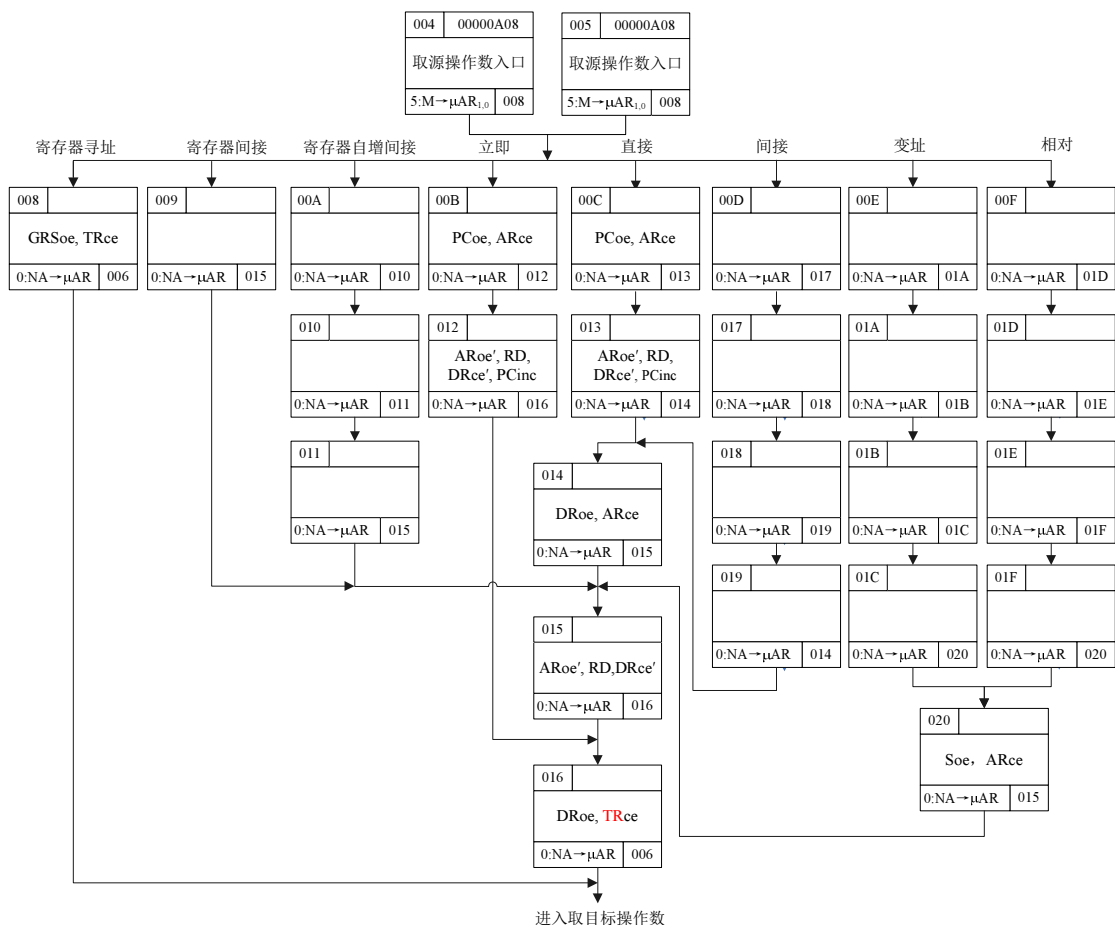 004 00000A08
取源操作数入口
5:M→μAR1,0 008
005 00000A08
取源操作数入口
5:M→μAR1,0 008
寄存器寻址 寄存器间接 寄存器自增间接 立即 直接 间接 变址 相对
008
GRSoe, TRce
0:NA→μAR 006
009
0:NA→μAR 015
00A
0:NA→μAR 010
00B
PCoe, ARce
0:NA→μAR 012
00C
PCoe, ARce
0:NA→μAR 013
00D
0:NA→μAR 017
00E
0:NA→μAR 01A
00F
0:NA→μAR 01D
010
0:NA→μAR 011
012
ARoe′, RD,
DRce′, PCinc
0:NA→μAR 016
013
ARoe′, RD,
DRce′, PCinc
0:NA→μAR 014
017
0:NA→μAR 018
01A
0:NA→μAR 01B
01D
0:NA→μAR 01E
011
0:NA→μAR 015
014
DRoe, ARce
0:NA→μAR 015
018
0:NA→μAR 019
01B
0:NA→μAR 01C
01E
0:NA→μAR 01F
019
0:NA→μAR 014
01C
0:NA→μAR 020
01F
0:NA→μAR 020
015
ARoe′, RD,DRce′
0:NA→μAR 016
020
Soe，ARce
0:NA→μAR 015
016
DRoe, TRce
0:NA→μAR 006
进入取目标操作数